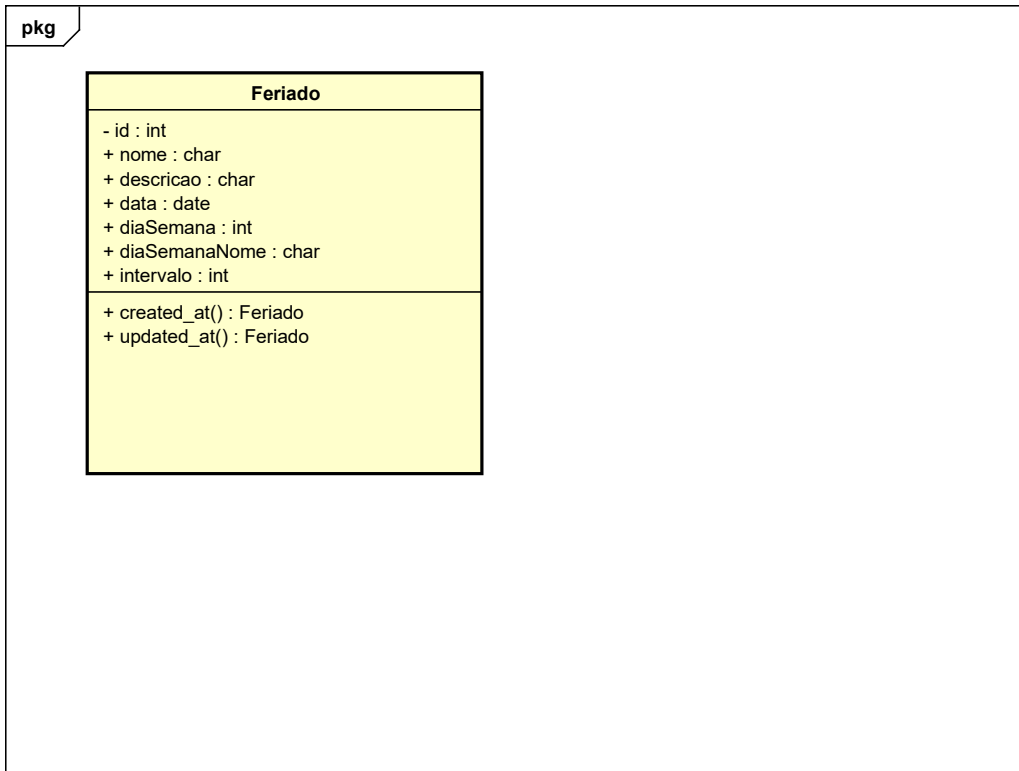 pkg
Feriado
- id : int
+ nome : char
+ descricao : char
+ data : date
+ diaSemana : int
+ diaSemanaNome : char
+ intervalo : int
+ created_at() : Feriado
+ updated_at() : Feriado